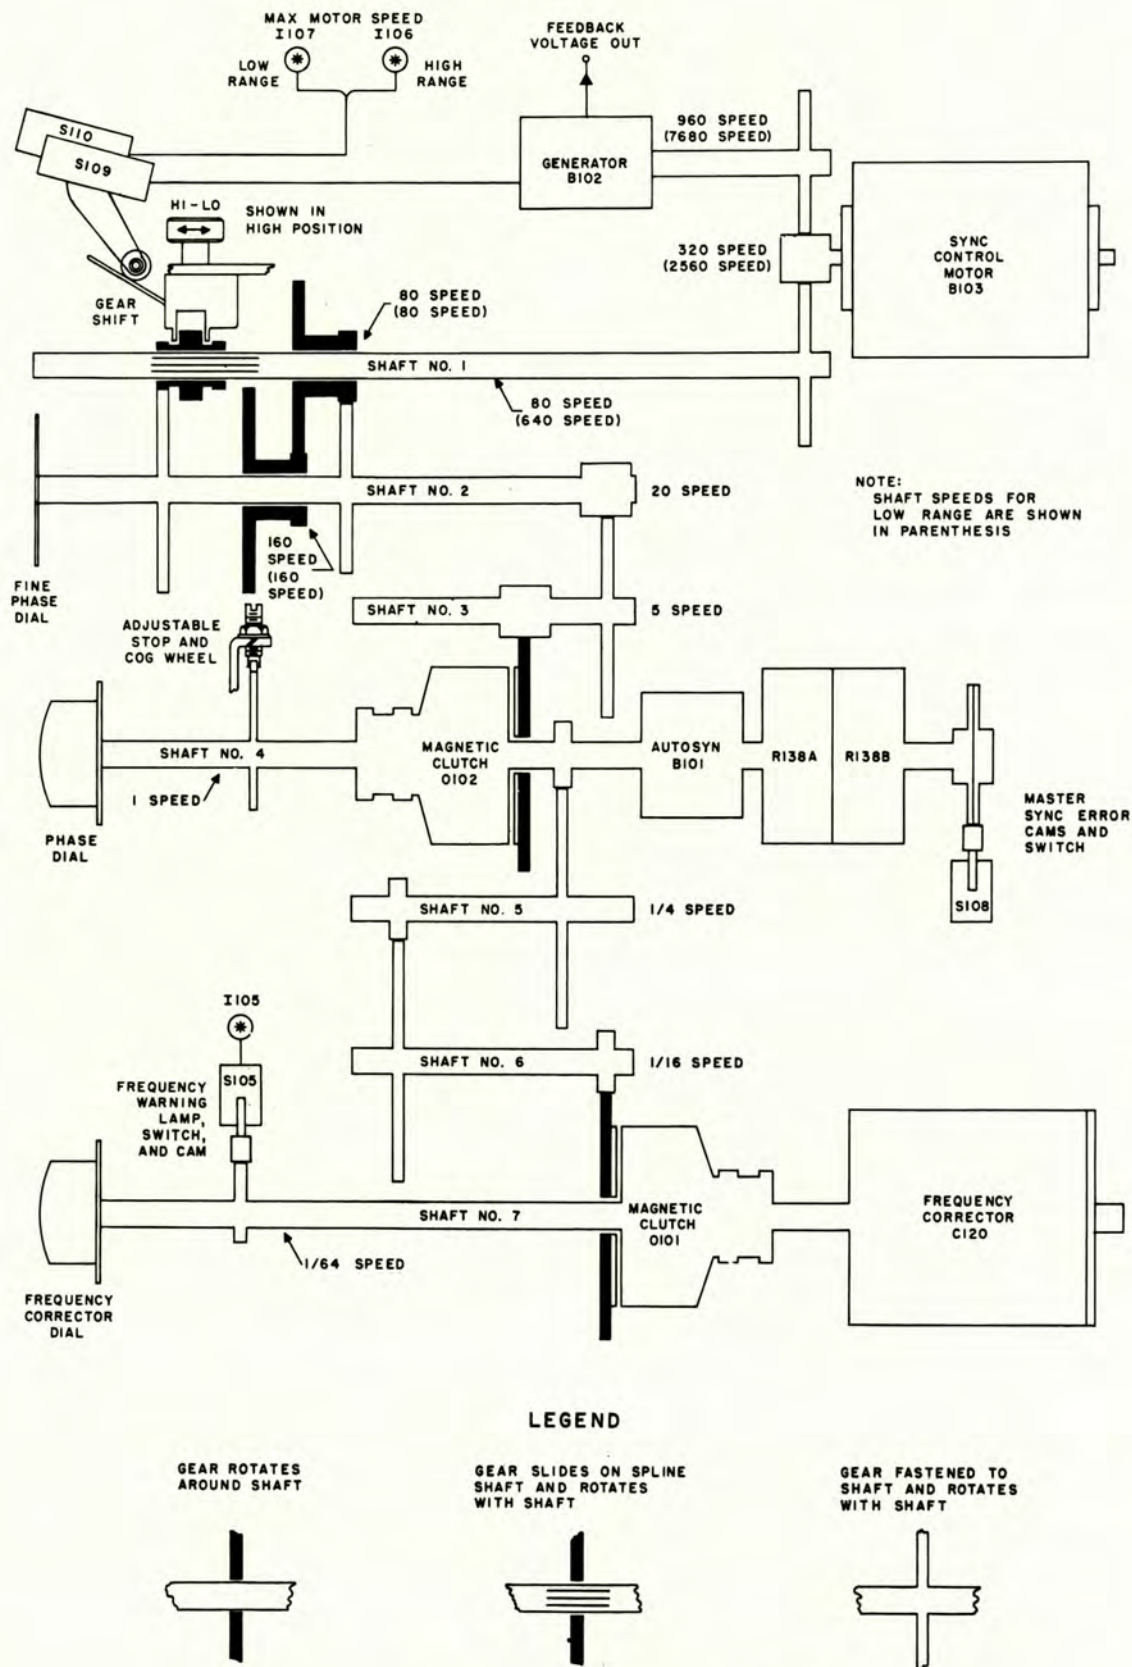 MAX MOTOR SPEED
I107 I106
LOW RANGE
HIGH RANGE
FEEDBACK
VOLTAGE OUT
S110
S109
GENERATOR
B102
960 SPEED
(7680 SPEED)
HI-LO
SHOWN IN
HIGH POSITION
320 SPEED
(2560 SPEED)
SYNC
CONTROL
MOTOR
B103
GEAR
SHIFT
80 SPEED
(80 SPEED)
SHAFT NO. 1
80 SPEED
(640 SPEED)
SHAFT NO. 2
20 SPEED
NOTE:
SHAFT SPEEDS FOR
LOW RANGE ARE SHOWN
IN PARENTHESIS
160
SPEED
(160
SPEED)
FINE
PHASE
DIAL
SHAFT NO. 3
5 SPEED
ADJUSTABLE
STOP AND
COG WHEEL
SHAFT NO. 4
1 SPEED
MAGNETIC
CLUTCH
O102
AUTOSYN
B101
R138A
R138B
PHASE
DIAL
MASTER
SYNC ERROR
CAMS AND
SWITCH
S108
SHAFT NO. 5
1/4 SPEED
I105
SHAFT NO. 6
1/16 SPEED
S105
FREQUENCY
WARNING
LAMP,
SWITCH,
AND CAM
SHAFT NO. 7
1/64 SPEED
MAGNETIC
CLUTCH
O101
FREQUENCY
CORRECTOR
C120
FREQUENCY
CORRECTOR
DIAL
LEGEND
GEAR ROTATES
AROUND SHAFT
GEAR SLIDES ON SPLINE
SHAFT AND ROTATES
WITH SHAFT
GEAR FASTENED TO
SHAFT AND ROTATES
WITH SHAFT